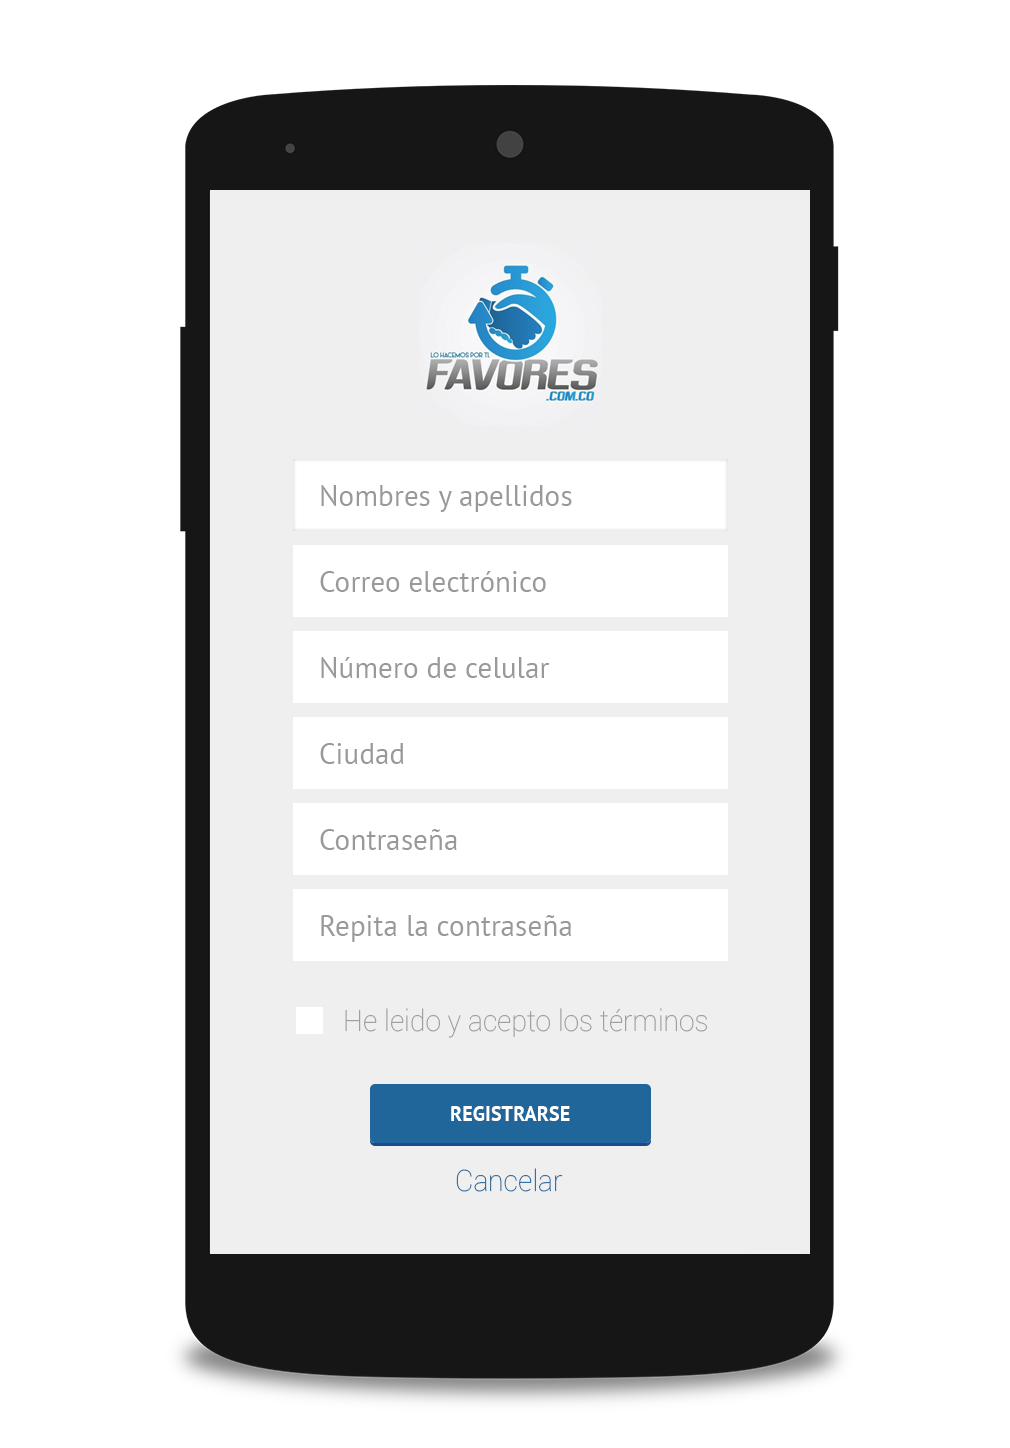 LO HACEMOS POR TI.
FAVORES
.COM.CO
Nombres y apellidos
Correo electrónico
Número de celular
Ciudad
Contraseña
Repita la contraseña
He leido y acepto los términos
REGISTRARSE
Cancelar